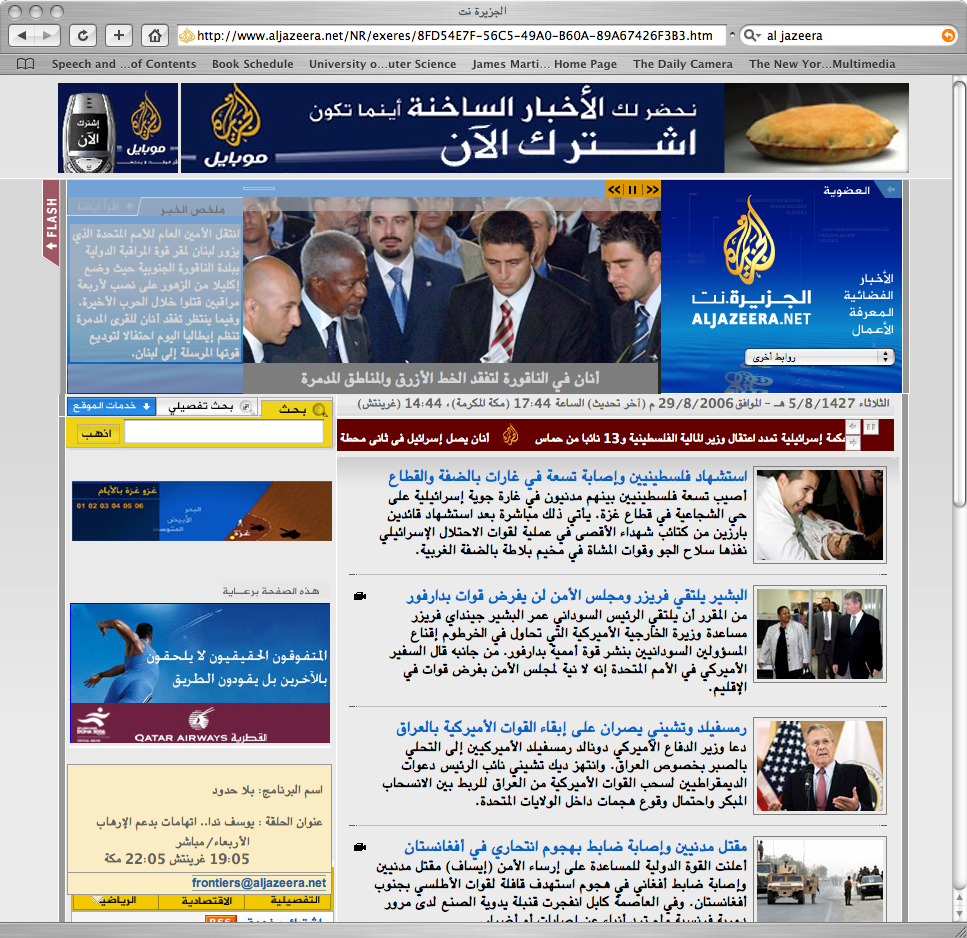 الجزيرة نت
http://www.aljazeera.net/NR/exeres/8FD54E7F-56C5-49A0-B60A-89A67426F3B3.htm
al jazeera
Speech and ...of Contents
Book Schedule
University o...uter Science
James Marti... Home Page
The Daily Camera
The New Yor...Multimedia
إشترك
الآن
موبايل
موبايل
نحضر لك الأخبار الساخنة أينما تكون
اشترك الآن
FLASH
ملخص الخبر
اقرأ أيضا
انتقل الأمين العام للأمم المتحدة الذي
يزور لبنان لمقر قوة المراقبة الدولية
ببلدة الناقورة الجنوبية حيث وضع
إكليلا من الزهور على نصب لأربعة
مراقبين قتلوا خلال الحرب الأخيرة.
وفيما ينتظر تفقد أنان للقرى المدمرة
تنظم إيطاليا اليوم احتفالا لتوديع
قوتها المرسلة إلى لبنان.
أنان في الناقورة لتفقد الخط الأزرق والمناطق المدمرة
العضوية
الجزيرة نت
ALJAZEERA.NET
الأخبار
الفضائية
المعرفة
الأعمال
روابط أخرى
الثلاثاء 5/8/1427 هـ - الموافق29/8/2006 م (آخر تحديث) الساعة 17:44 (مكة المكرمة)، 14:44 (غرينتش)
بحث
بحث تفصيلي
خدمات الموقع
اذهب
كمة إسرائيلية تمدد اعتقال وزير المالية الفلسطينية و13 نائبا من حماس
أنان يصل إسرائيل في ثاني محطة
استشهاد فلسطينيين وإصابة تسعة في غارات بالضفة والقطاع
أصيب تسعة فلسطينيين بينهم مدنيون في غارة جوية إسرائيلية على
حي الشجاعية في قطاع غزة. يأتي ذلك مباشرة بعد استشهاد قائدين
بارزين من كتائب شهداء الأقصى في عملية لقوات الاحتلال الإسرائيلي
نفذها سلاح الجو وقوات المشاة في مخيم بلاطة بالضفة الغربية.
البشير يلتقي فريزر ومجلس الأمن لن يفرض قوات بدارفور
من المقرر أن يلتقي الرئيس السوداني عمر البشير جينداي فريزر
مساعدة وزيرة الخارجية الأميركية التي تحاول في الخرطوم إقناع
المسؤولين السودانيين بنشر قوة أممية بدارفور. من جانبه قال السفير
الأميركي في الأمم المتحدة إنه لا نية لمجلس الأمن بفرض قوات في
الإقليم.
رمسفيلد وتشيني يصران على إبقاء القوات الأميركية بالعراق
دعا وزير الدفاع الأميركي دونالد رمسفيلد الأميركيين إلى التحلي
بالصبر بخصوص العراق. وانتهز ديك تشيني نائب الرئيس دعوات
الديمقراطيين لسحب القوات الأميركية من العراق للربط بين الانسحاب
المبكر واحتمال وقوع هجمات داخل الولايات المتحدة.
مقتل مدنيين وإصابة ضابط بهجوم انتحاري في أفغانستان
أعلنت القوة الدولية للمساعدة على إرساء الأمن (إيساف) مقتل مدنيين
وإصابة ضابط أفغاني في هجوم استهدف قافلة لقوات الأطلسي بجنوب
أفغانستان. وفي العاصمة كابل انفجرت قنبلة يدوية الصنع لدى مرور
غزو غزة بالأيام
01 02 03 04 05 06
البحر
الأبيض
المتوسط
غزة
هذه الصفحة برعاية
المتفوقون الحقيقيون لا يلحقون
بالآخرين بل يقودون الطريق
QATAR AIRWAYS القطرية
DOHA 2006
اسم البرنامج: بلا حدود
عنوان الحلقة : يوسف ندا.. اتهامات بدعم الإرهاب
الأربعاء/مباشر
19:05 غرينتش 22:05 مكة
frontiers@aljazeera.net
التفصيلية
الاقتصادية
الرياضي
RSS